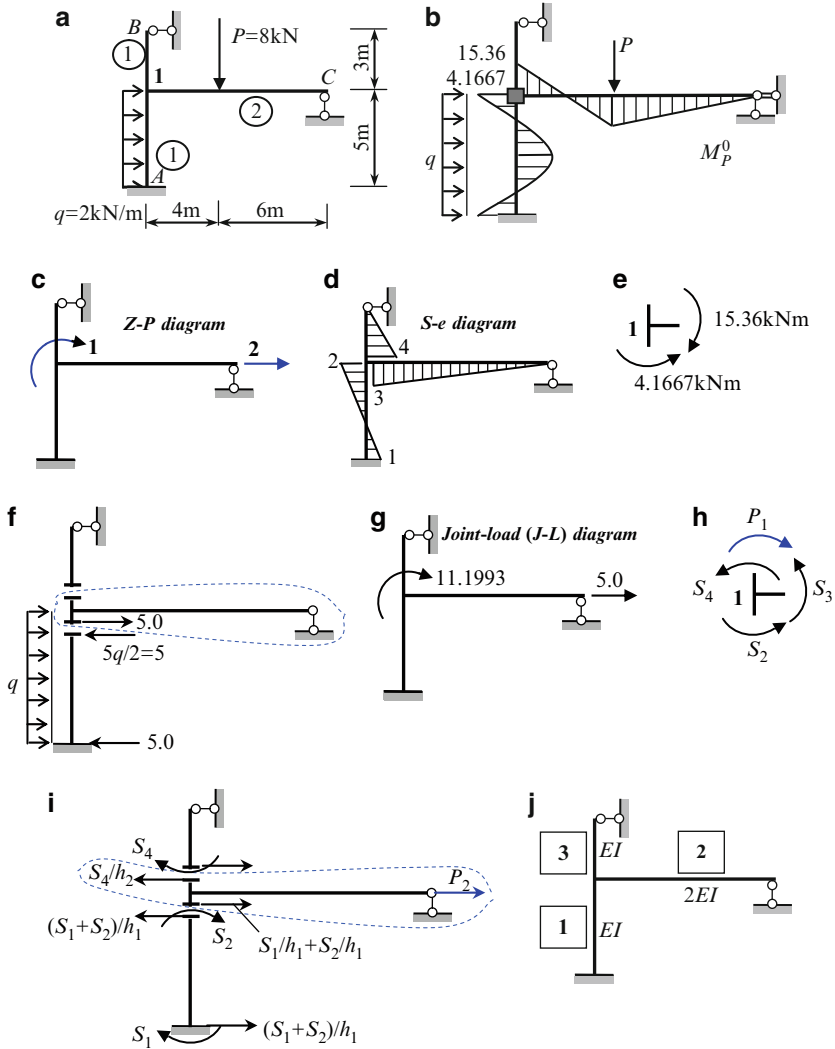 a
B
1
1
P=8kN
C
2
3m
5m
1
A
q=2kN/m
4m
6m
b
15.36
4.1667
P
q
M_P^0
c
Z-P diagram
1
2
d
S-e diagram
2
4
3
1
e
1
15.36kNm
4.1667kNm
f
5.0
5q/2=5
q
5.0
g
Joint-load (J-L) diagram
11.1993
5.0
h
P1
S4
1
S3
S2
i
S4
S4/h2
P2
(S1+S2)/h1
S2
S1/h1+S2/h1
S1
(S1+S2)/h1
j
3
EI
2
2EI
1
EI